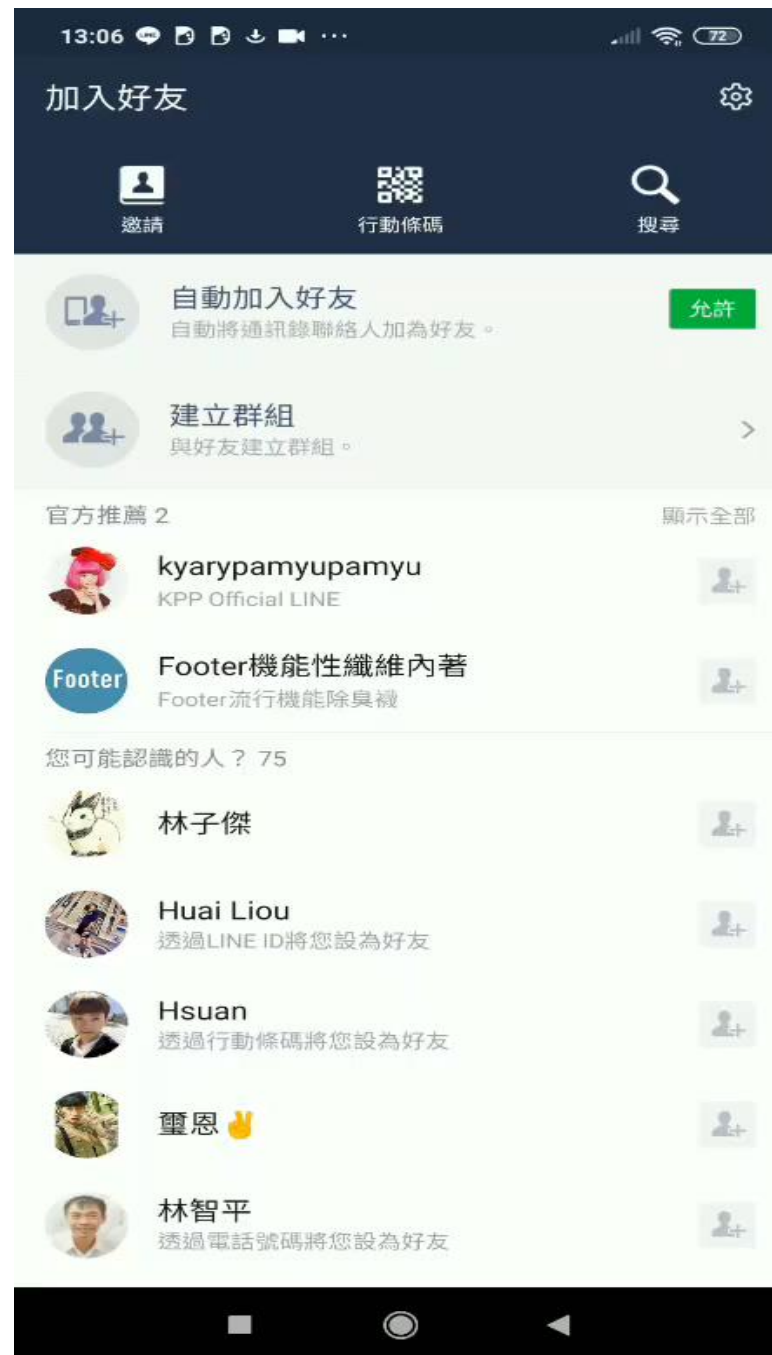 13:06
72
加入好友
邀請
行動條碼
搜尋
自動加入好友
自動將通訊錄聯絡人加為好友。
允許
建立群組
與好友建立群組。
官方推薦 2
顯示全部
kyarypamyupamyu
KPP Official LINE
Footer
Footer機能性纖維內著
Footer流行機能除臭襪
您可能認識的人？ 75
林子傑
Huai Liou
透過LINE ID將您設為好友
Hsuan
透過行動條碼將您設為好友
璽恩✌
林智平
透過電話號碼將您設為好友